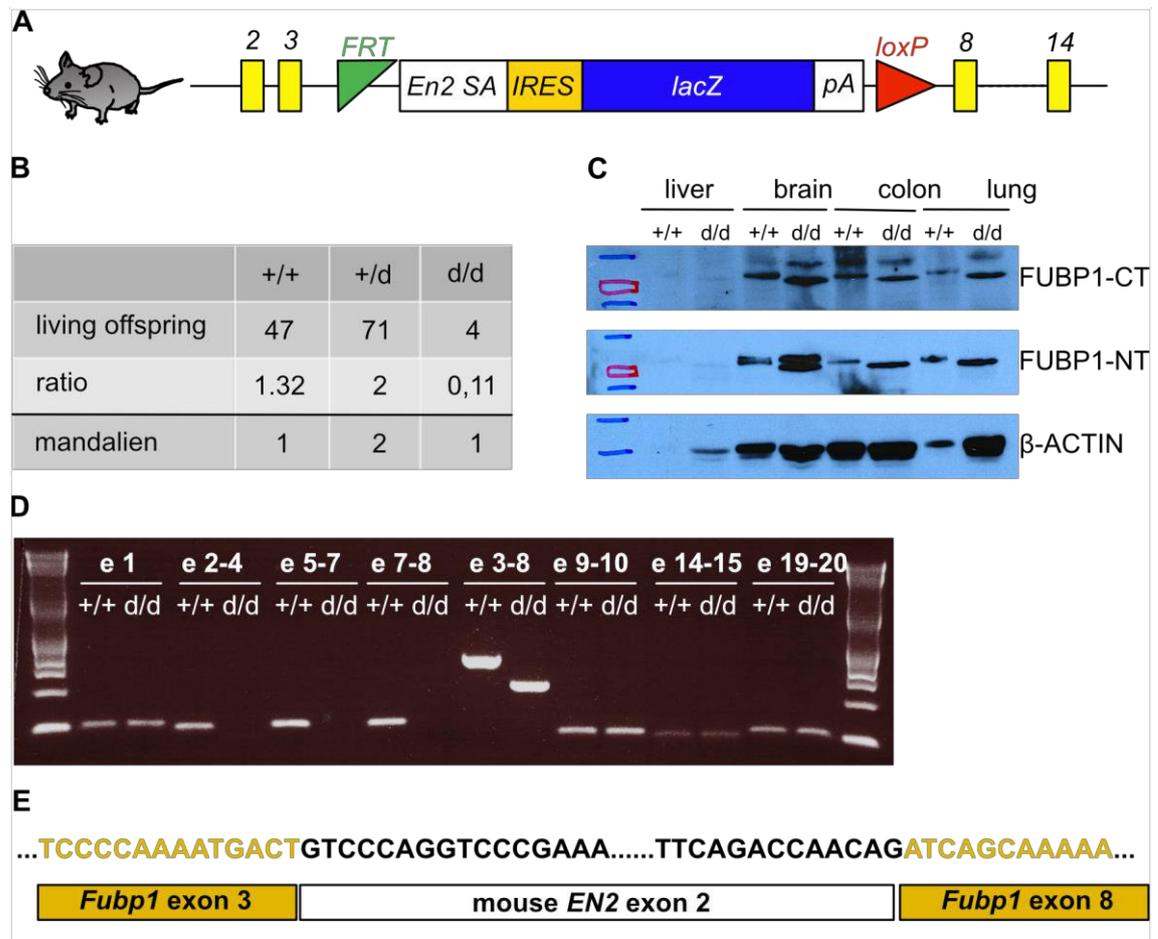 A
2 3 FRT En2 SA IRES lacZ pA loxP 8 14
B
+/+ +/d d/d
living offspring 47 71 4
ratio 1.32 2 0,11
mandalien 1 2 1
C
liver brain colon lung
+/+ d/d +/+ d/d +/+ d/d +/+ d/d
FUBP1-CT
FUBP1-NT
β-ACTIN
D
e 1 e 2-4 e 5-7 e 7-8 e 3-8 e 9-10 e 14-15 e 19-20
+/+ d/d +/+ d/d +/+ d/d +/+ d/d +/+ d/d +/+ d/d +/+ d/d +/+ d/d
E
...TCCCCAAAATGACTGTCCCAGGTCCCGAAA......TTCAGACCAACAGATCAGCAAAAA...
Fubp1 exon 3 mouse EN2 exon 2 Fubp1 exon 8